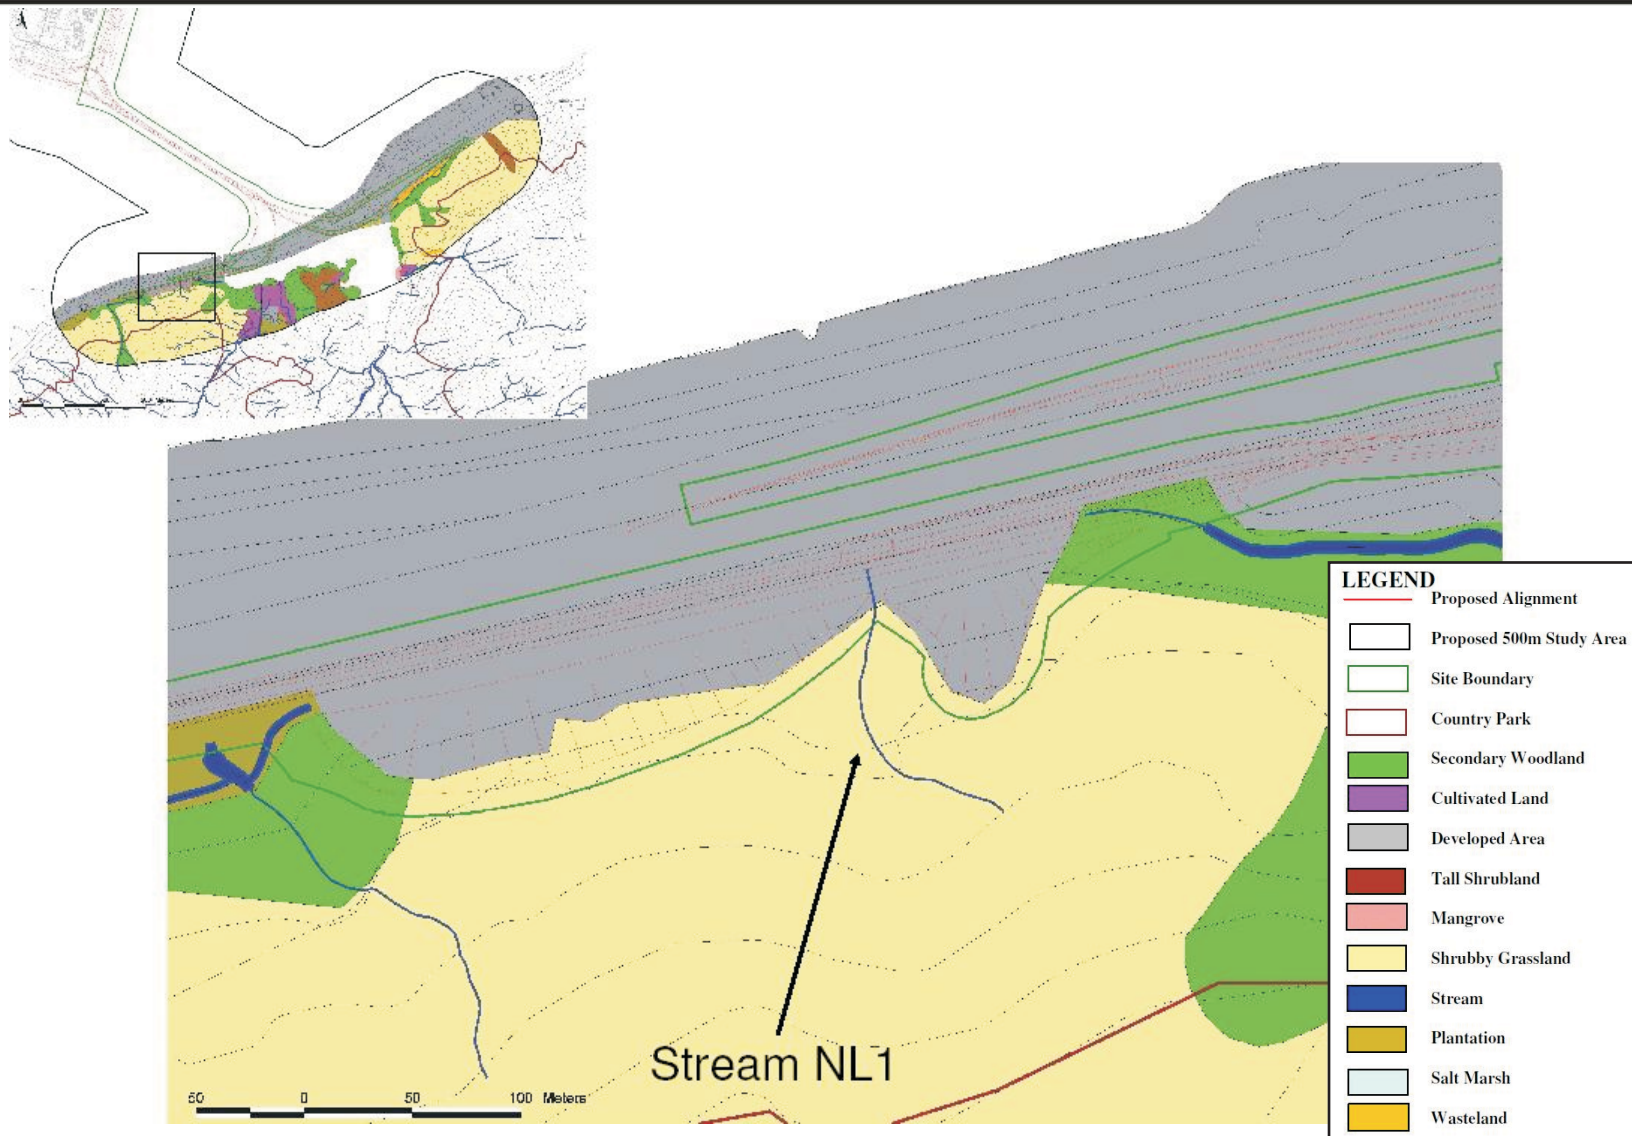 LEGEND
Proposed Alignment
Proposed 500m Study Area
Site Boundary
Country Park
Secondary Woodland
Cultivated Land
Developed Area
Tall Shrubland
Mangrove
Shrubby Grassland
Stream
Plantation
Salt Marsh
Wasteland
Stream NL1
50 0 50 100 Meters